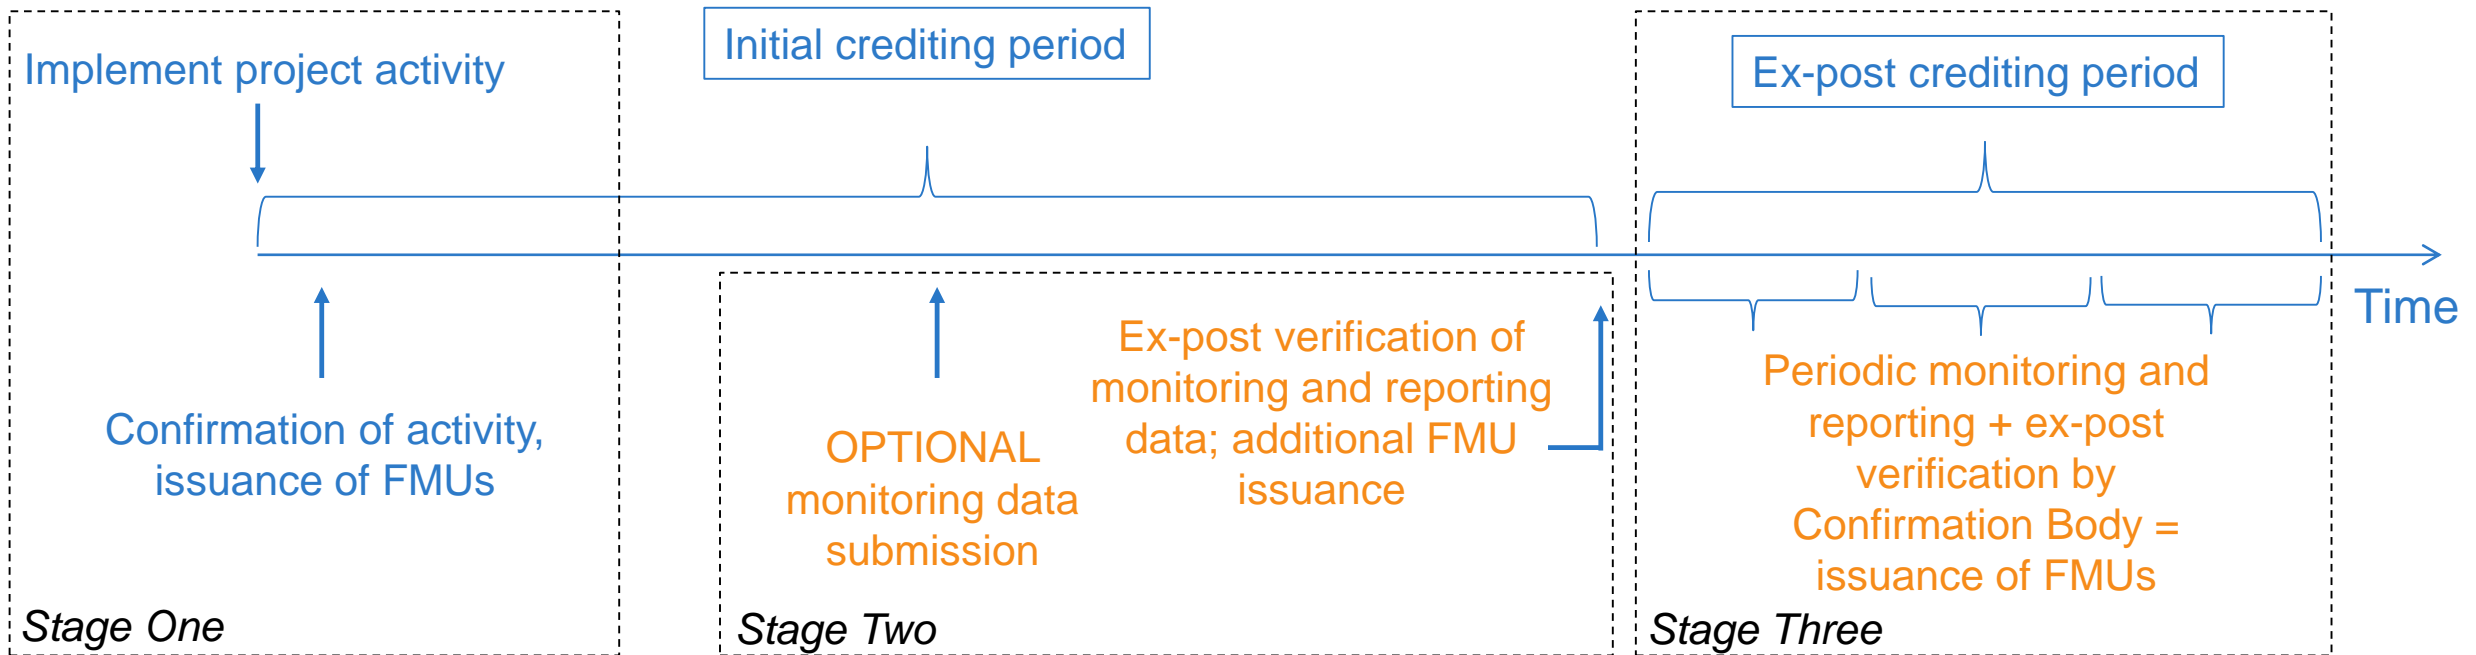 Implement project activity
Initial crediting period
Ex-post crediting period
Time
Confirmation of activity,
issuance of FMUs
OPTIONAL
monitoring data
submission
Ex-post verification of
monitoring and reporting
data; additional FMU
issuance
Periodic monitoring and
reporting + ex-post
verification by
Confirmation Body =
issuance of FMUs
Stage One
Stage Two
Stage Three